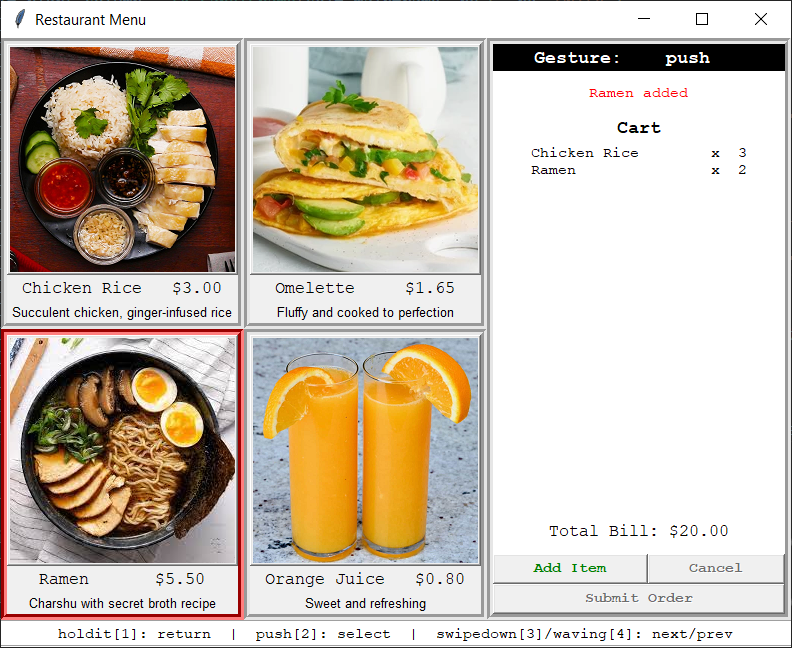 Restaurant Menu
Chicken Rice $3.00
Succulent chicken, ginger-infused rice
Omelette $1.65
Fluffy and cooked to perfection
Ramen $5.50
Charshu with secret broth recipe
Orange Juice $0.80
Sweet and refreshing
Gesture: push
Ramen added
Cart
Chicken Rice x 3
Ramen x 2
Total Bill: $20.00
Add Item Cancel
Submit Order
holdit[1]: return | push[2]: select | swipedown[3]/waving[4]: next/prev